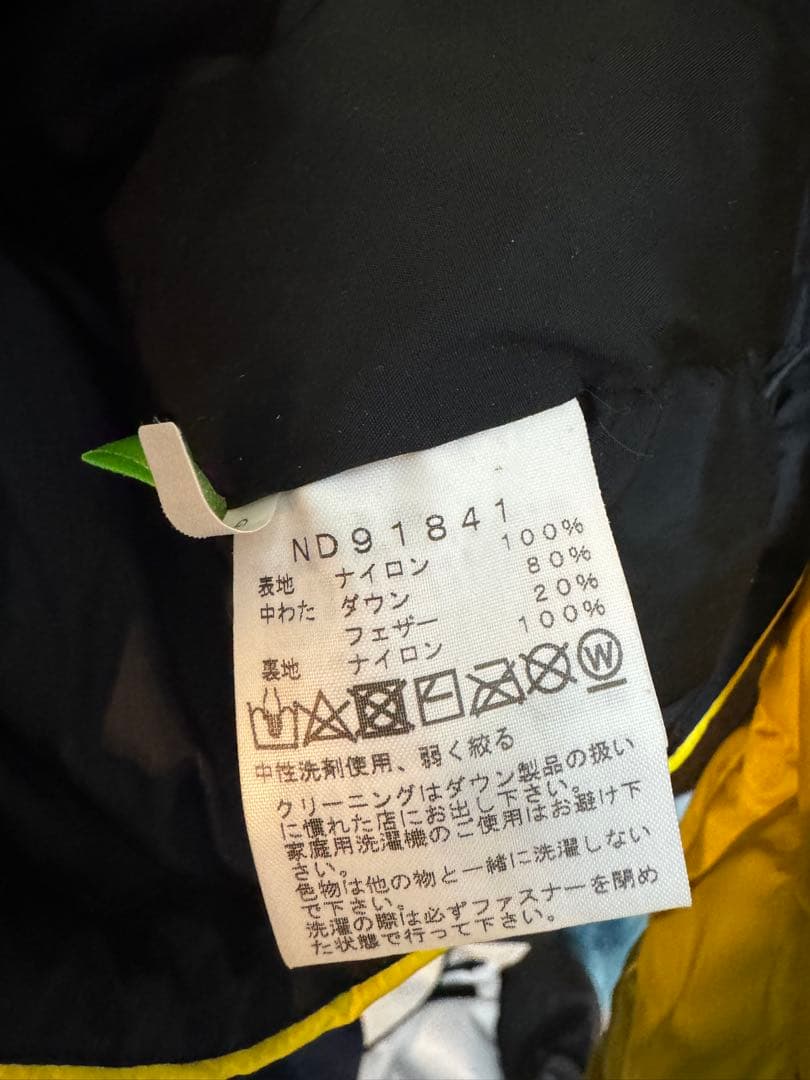 ND91841
表地 ナイロン 100%
中わた ダウン 80%
フェザー 20%
裏地 ナイロン 100%
W
中性洗剤使用、弱く絞る
クリーニングはダウン製品の扱い
に慣れた店にお出し下さい。
家庭用洗濯機のご使用はお避け下
さい。
色物は他の物と一緒に洗濯しない
で下さい。
洗濯の際は必ずファスナーを閉め
た状態で行って下さい。